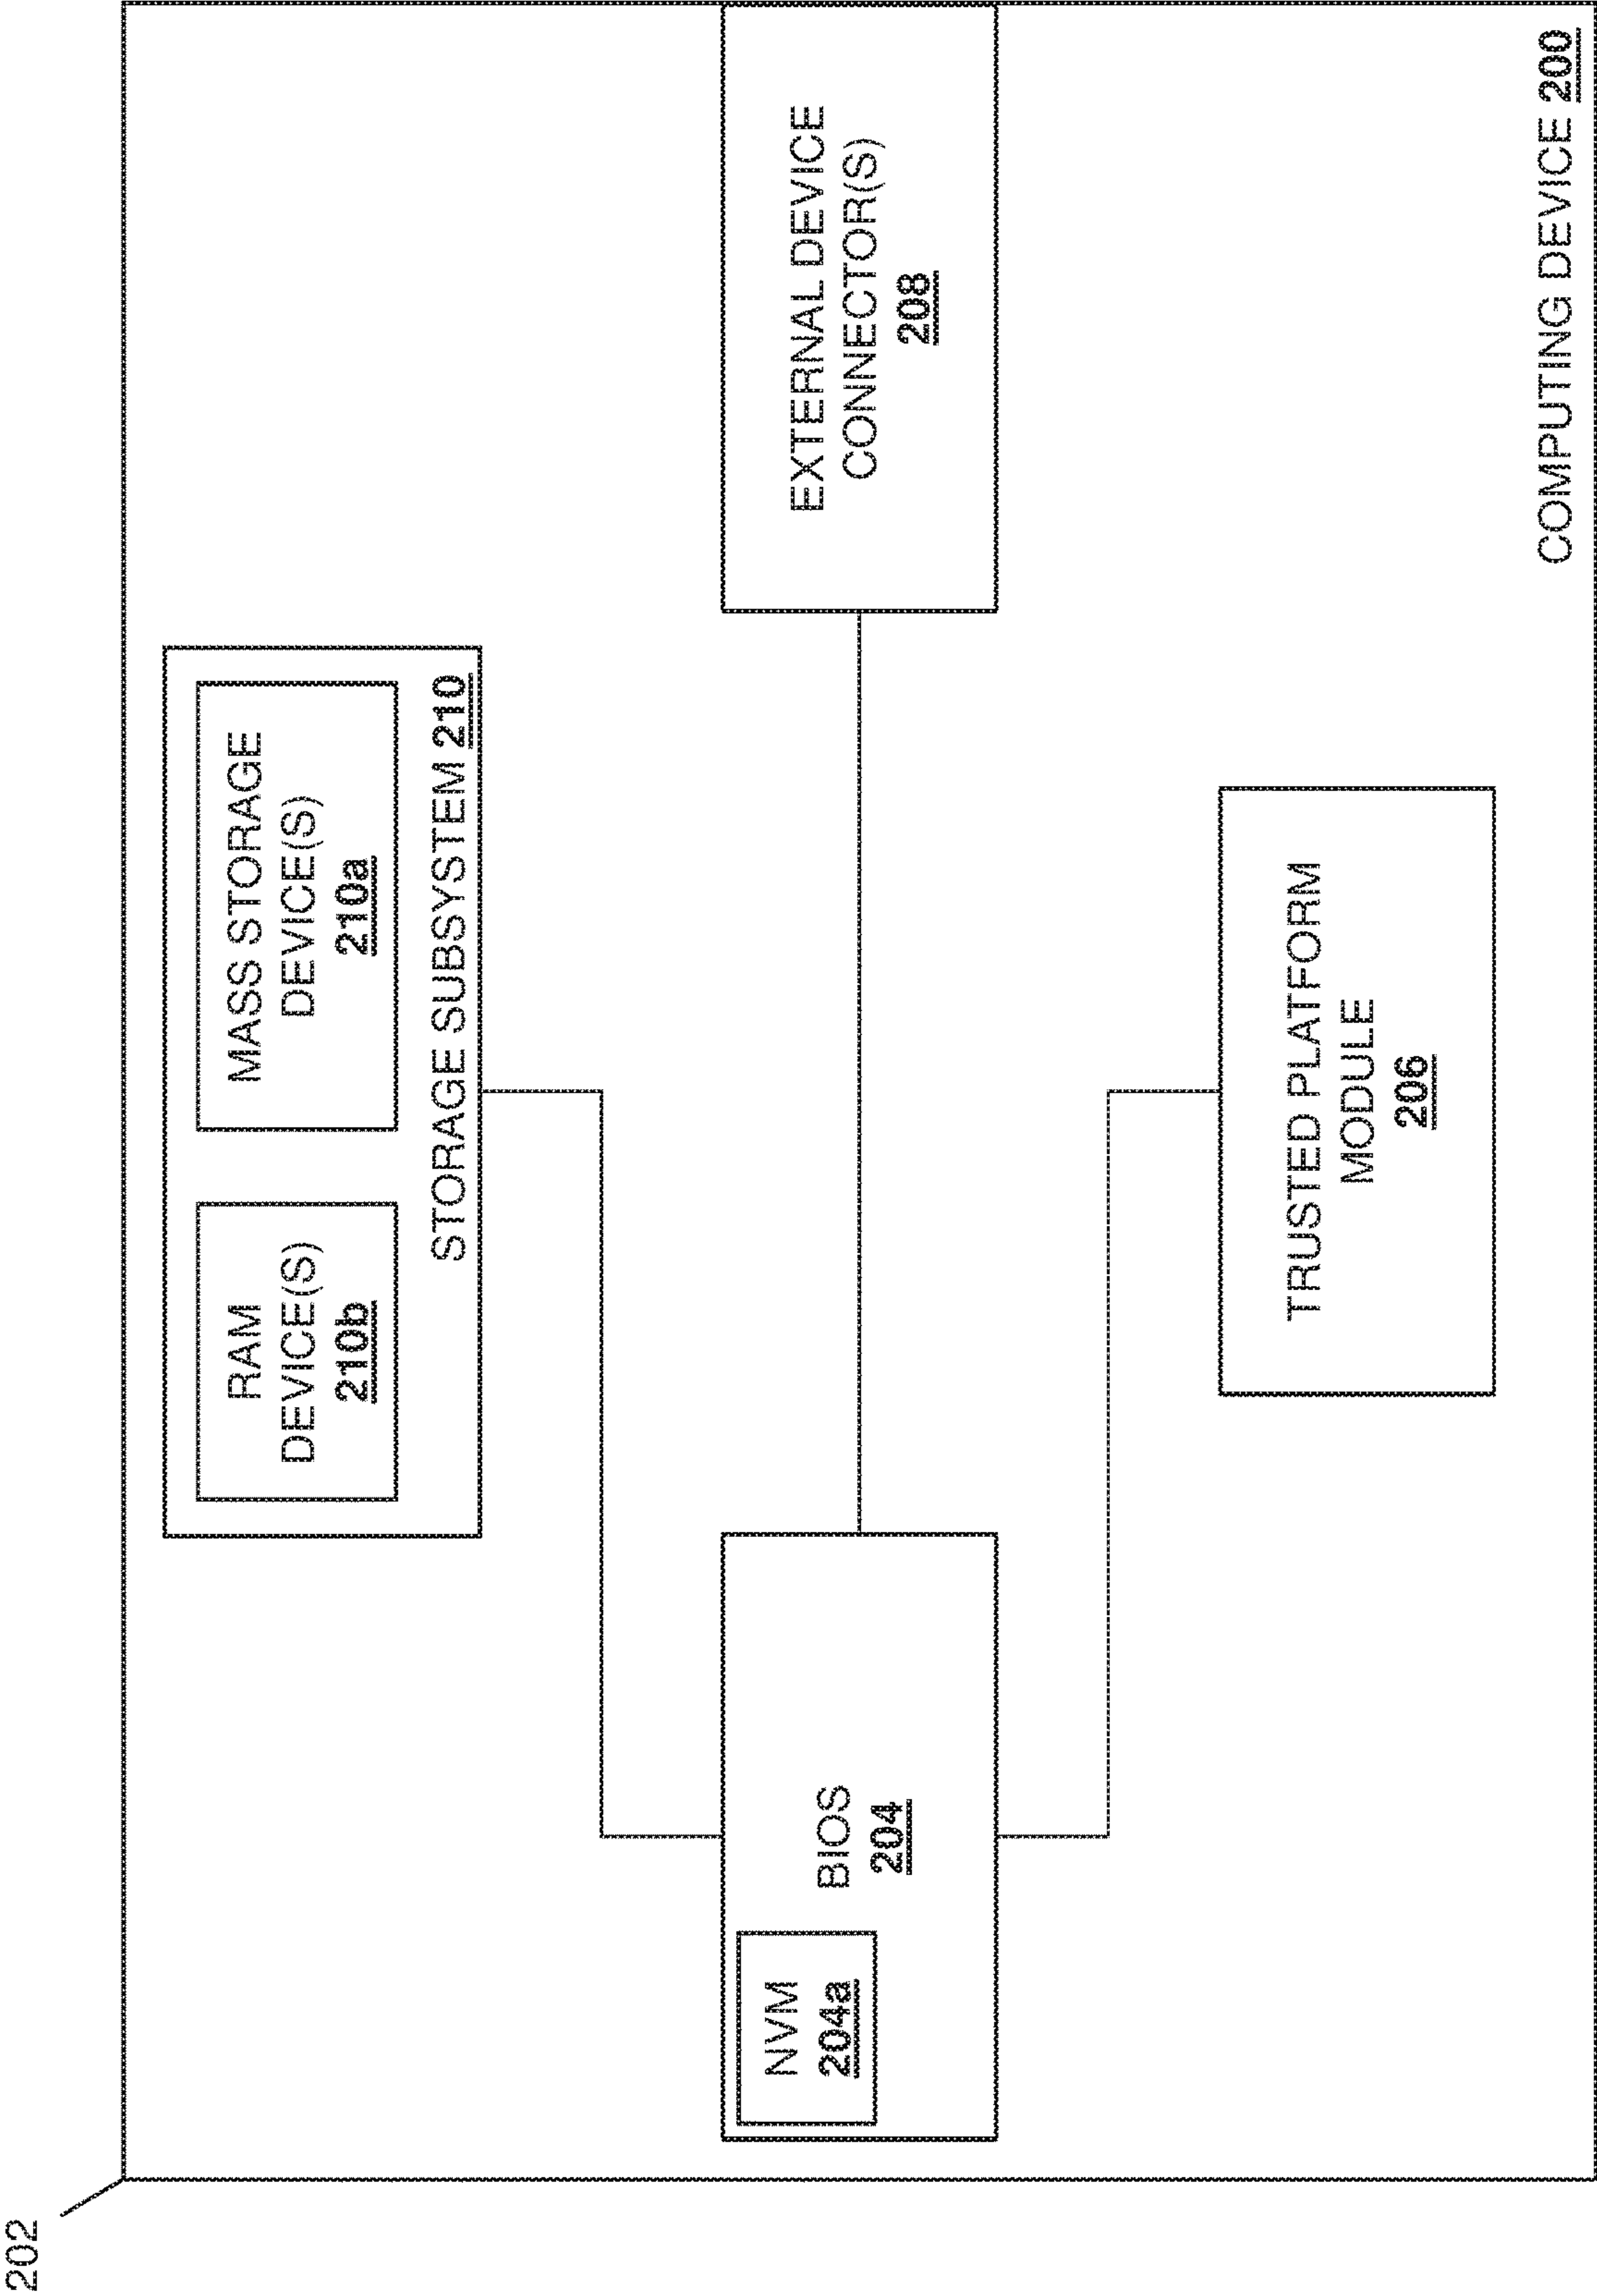 202
RAM
DEVICE(S)
210b
MASS STORAGE
DEVICE(S)
210a
STORAGE SUBSYSTEM 210
NVM
204a
BIOS
204
EXTERNAL DEVICE
CONNECTOR(S)
208
TRUSTED PLATFORM
MODULE
206
COMPUTING DEVICE 200